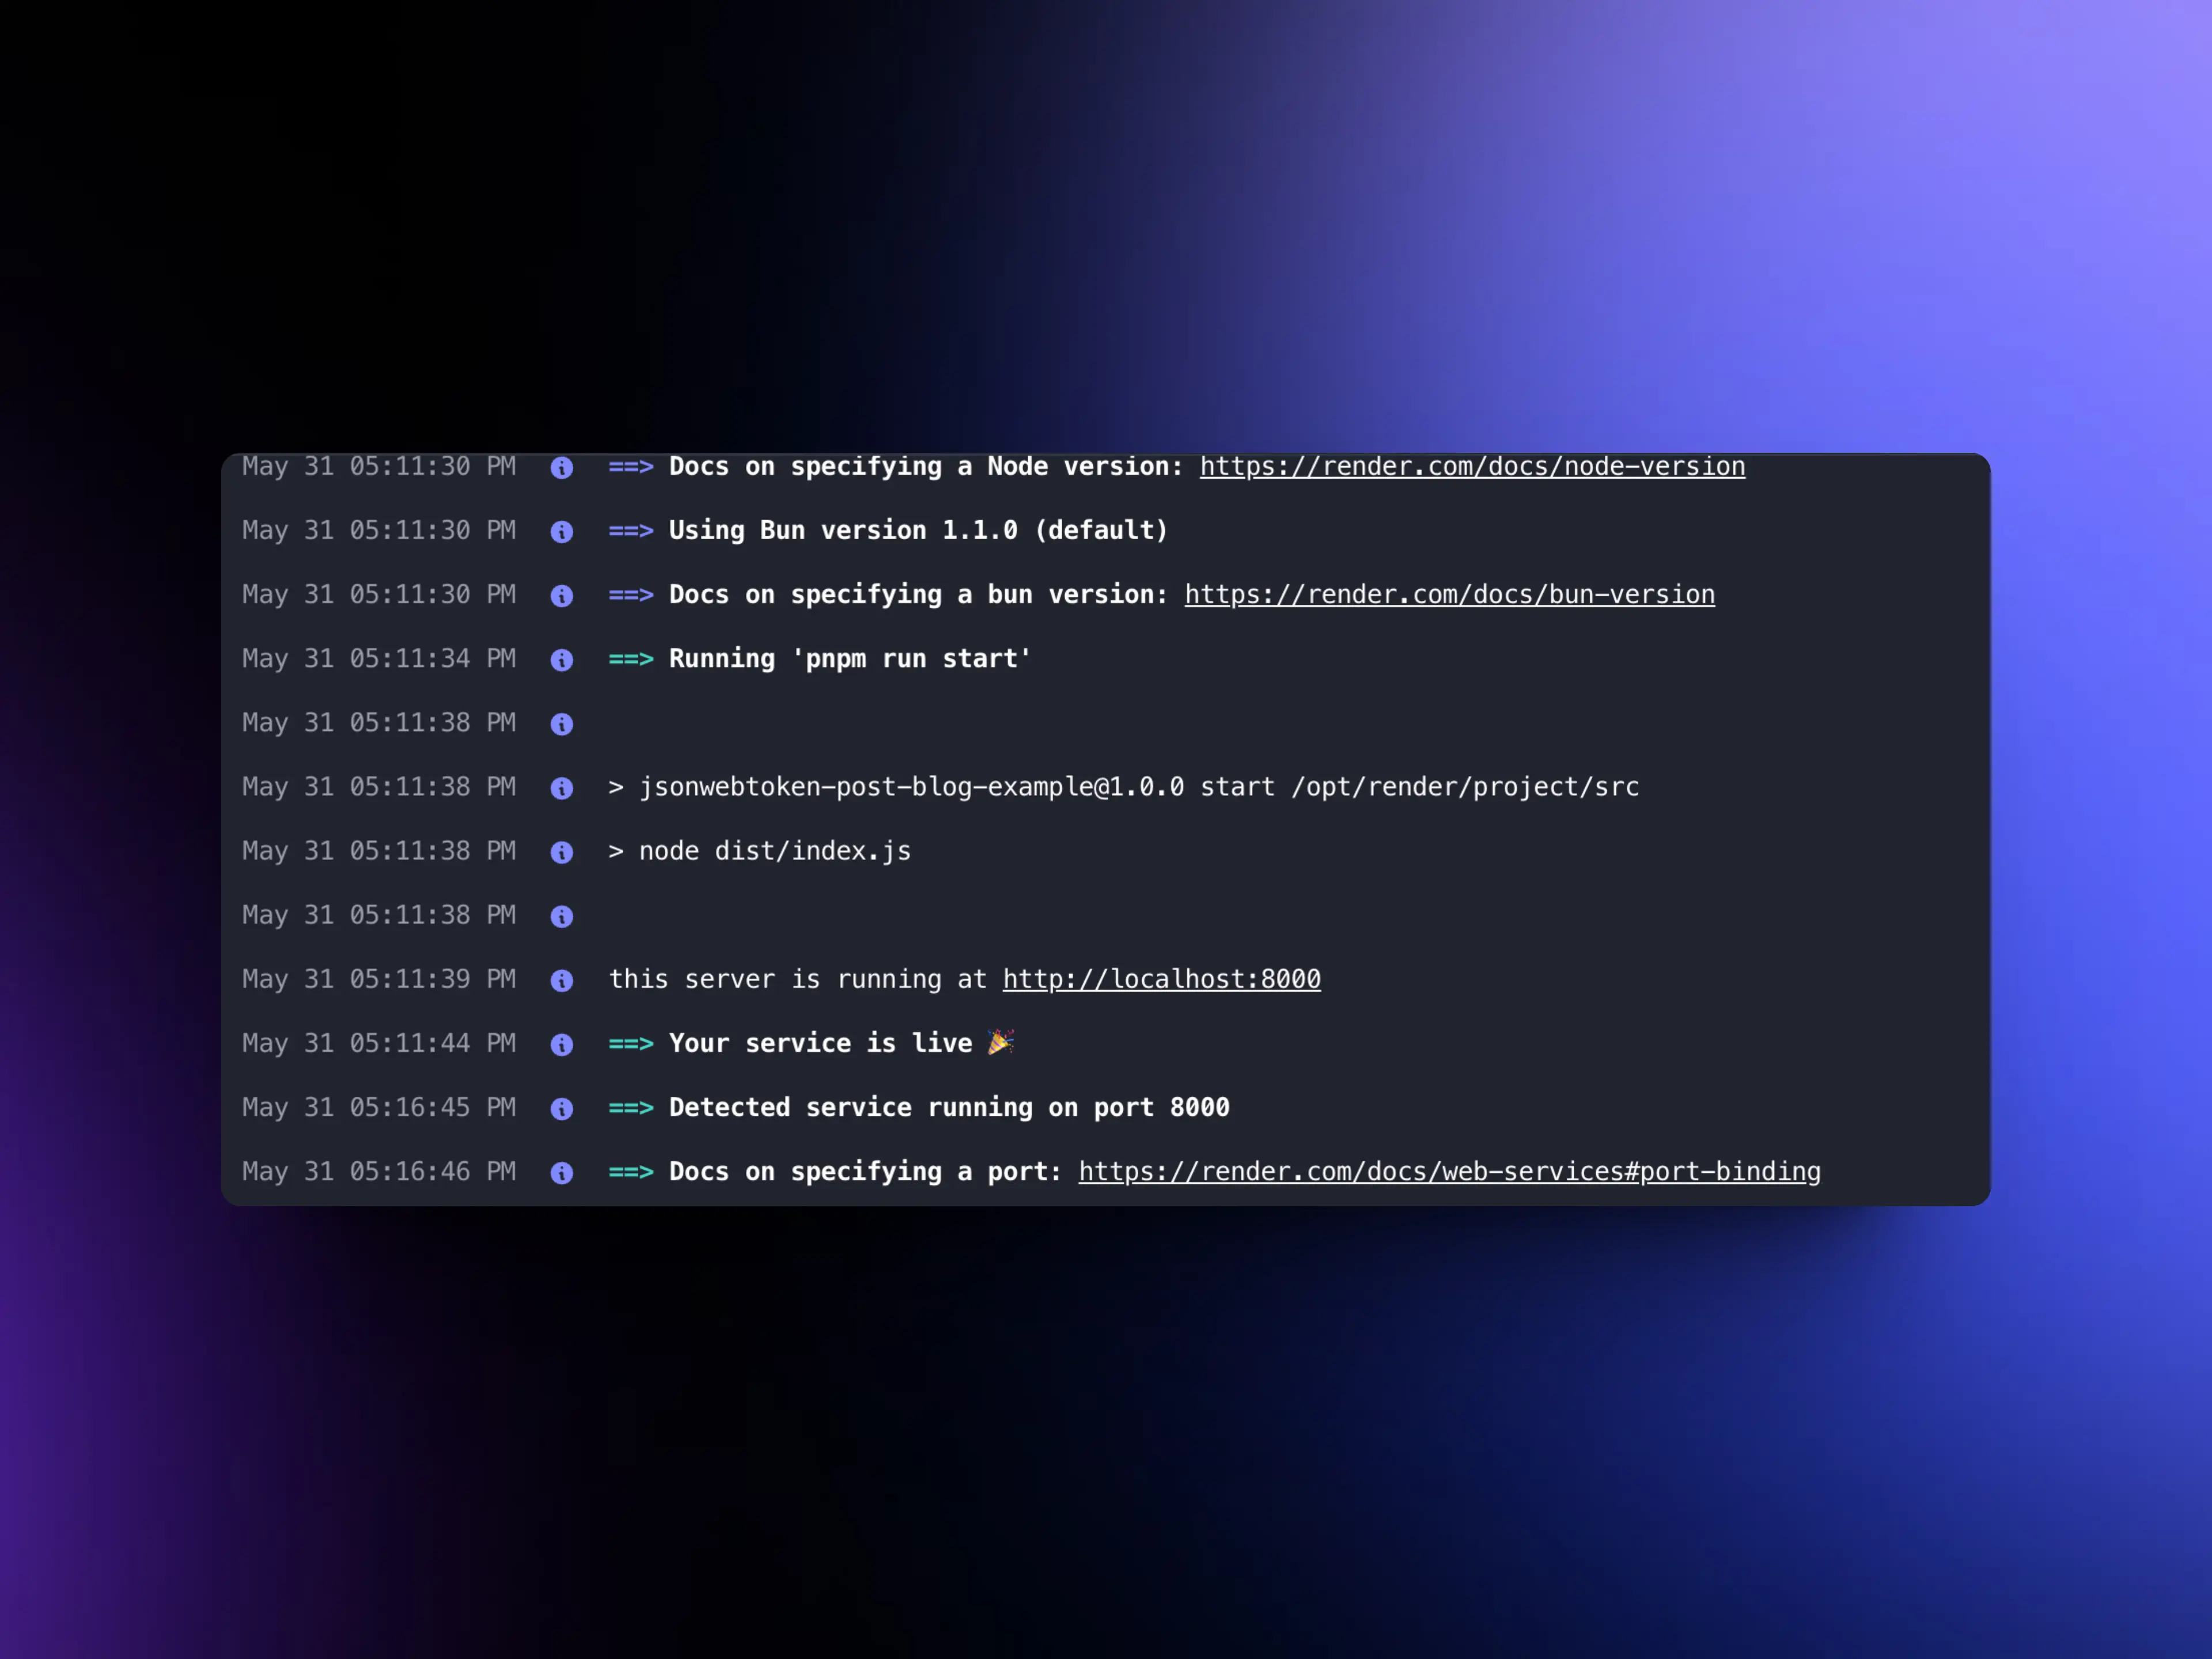 May 31 05:11:30 PM ==> Docs on specifying a Node version: https://render.com/docs/node-version
May 31 05:11:30 PM ==> Using Bun version 1.1.0 (default)
May 31 05:11:30 PM ==> Docs on specifying a bun version: https://render.com/docs/bun-version
May 31 05:11:34 PM ==> Running 'pnpm run start'
May 31 05:11:38 PM
May 31 05:11:38 PM > jsonwebtoken-post-blog-example@1.0.0 start /opt/render/project/src
May 31 05:11:38 PM > node dist/index.js
May 31 05:11:38 PM
May 31 05:11:39 PM this server is running at http://localhost:8000
May 31 05:11:44 PM ==> Your service is live 🎉
May 31 05:16:45 PM ==> Detected service running on port 8000
May 31 05:16:46 PM ==> Docs on specifying a port: https://render.com/docs/web-services#port-binding